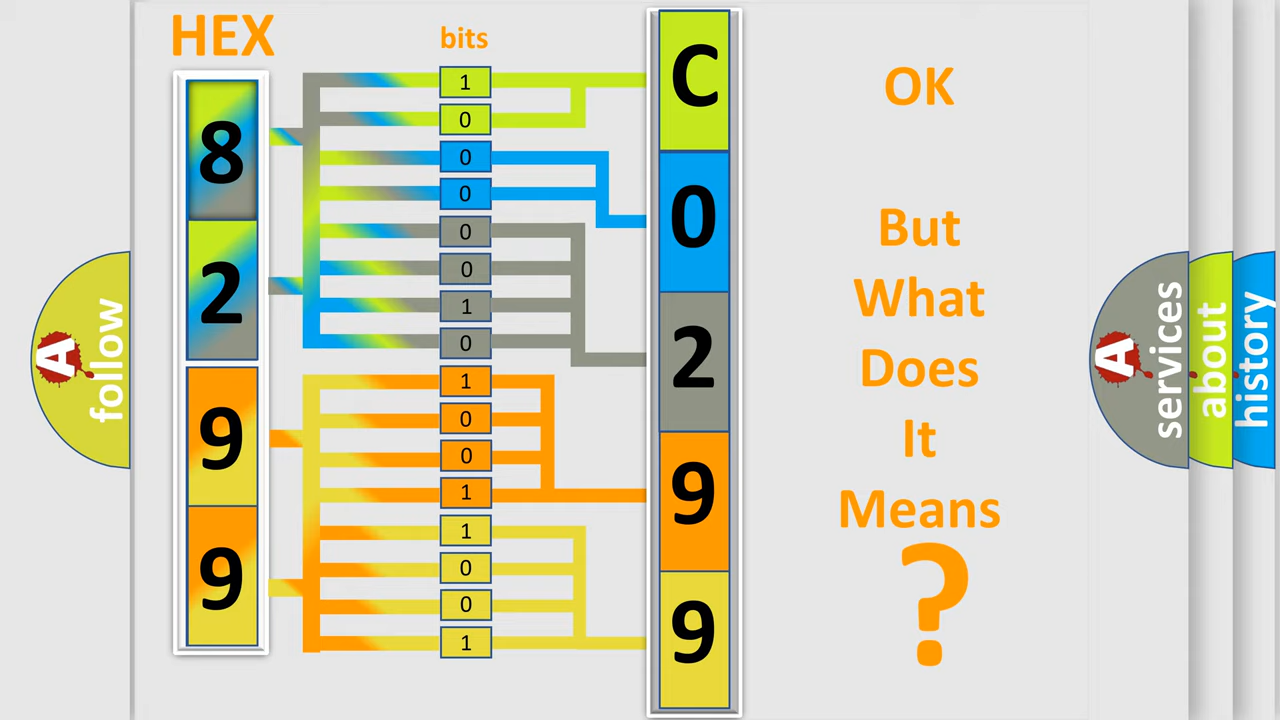 HEX
bits
8
2
9
9
1
0
0
0
0
0
1
0
1
0
0
1
1
0
0
1
C
0
2
9
9
OK
But
What
Does
It
Means
?
A
follow
A
services
about
history